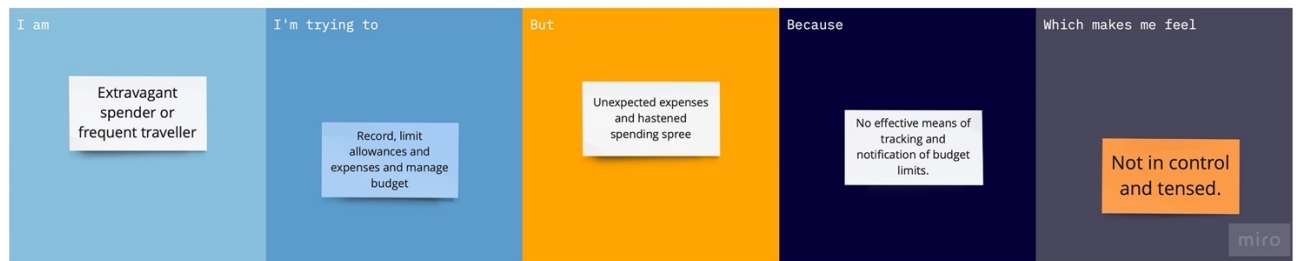 I am
Extravagant
spender or
frequent traveller
I'm trying to
Record, limit
allowances and
expenses and manage
budget
But
Unexpected expenses
and hastened
spending spree
Because
No effective means of
tracking and
notification of budget
limits.
Which makes me feel
Not in control
and tensed.
miro